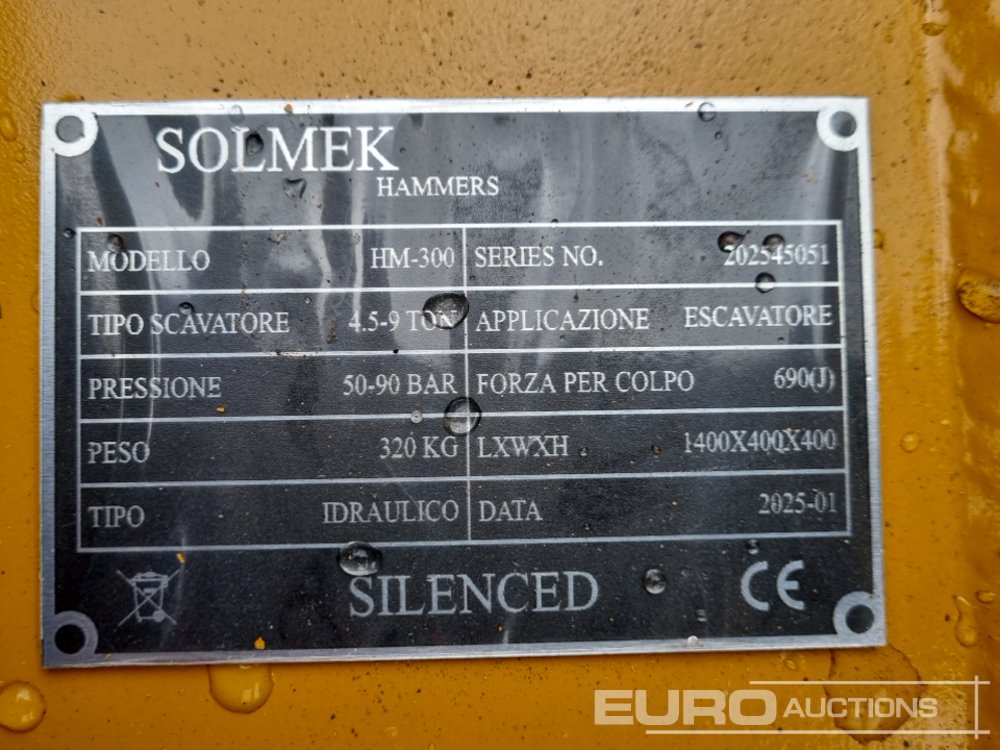 SOLMEK
HAMMERS
MODELLO HM-300 SERIES NO. 202545051
TIPO SCAVATORE 4.5-9 TON APPLICAZIONE ESCAVATORE
PRESSIONE 50-90 BAR FORZA PER COLPO 690(J)
PESO 320 KG LXWXH 1400X400X400
TIPO IDRAULICO DATA 2025-01
SILENCED CE
EURO AUCTIONS